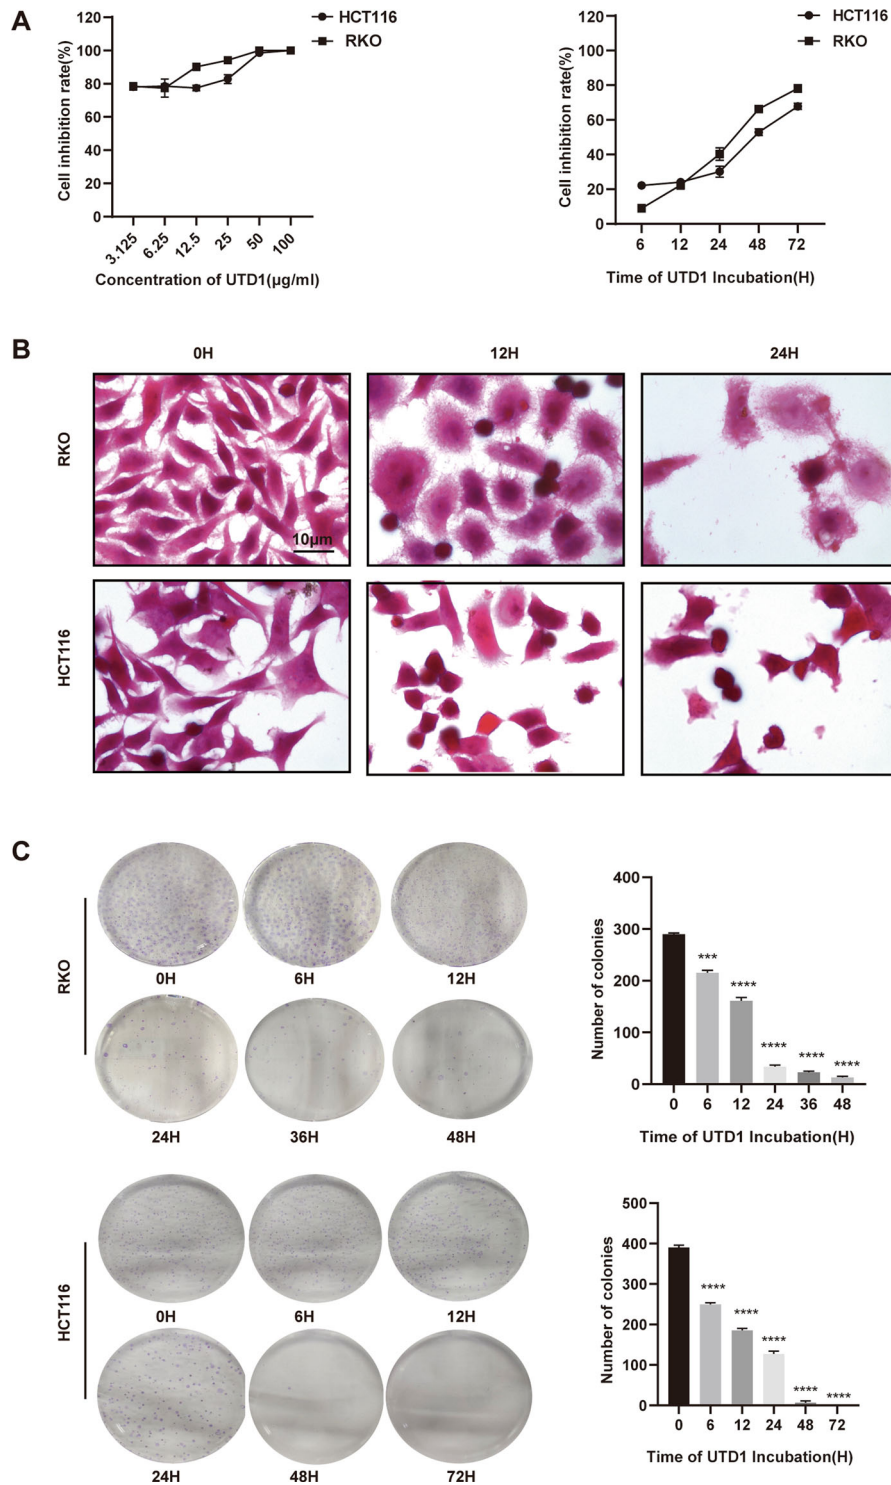 A
Cell inhibition rate(%)
120
100
80
60
40
20
0
3.125
6.25
12.5
25
50
100
Concentration of UTD1(μg/ml)
HCT116
RKO
Cell inhibition rate(%)
120
100
80
60
40
20
0
6 12 24 48 72
Time of UTD1 Incubation(H)
HCT116
RKO
B
0H 12H 24H
RKO
10μm
HCT116
C
RKO
0H 6H 12H
24H 36H 48H
Number of colonies
400
300
200
100
0
***
****
****
****
****
0 6 12 24 36 48
Time of UTD1 Incubation(H)
HCT116
0H 6H 12H
24H 48H 72H
Number of colonies
500
400
300
200
100
0
****
****
****
****
****
0 6 12 24 48 72
Time of UTD1 Incubation(H)